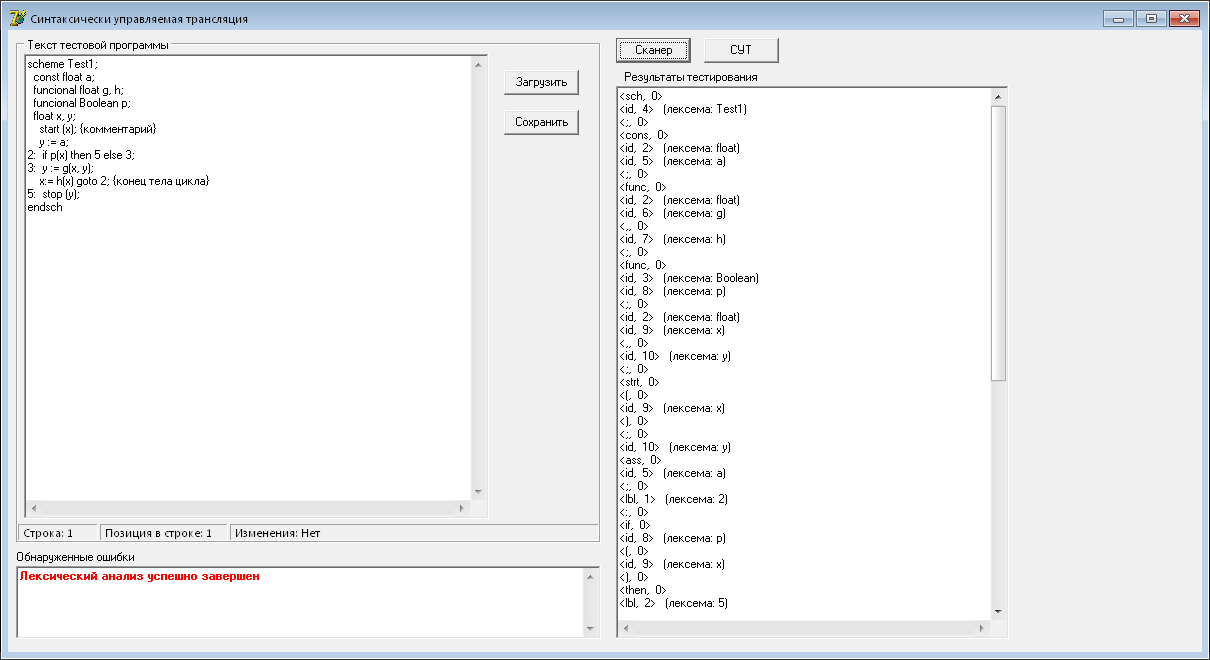 Синтаксически управляемая трансляция
Текст тестовой программы
scheme Test1;
const float a;
funcional float g, h;
funcional Boolean p;
float x, y;
start (x); {комментарий}
y := a;
2: if p(x) then 5 else 3;
3: y := g(x, y);
x:= h(x) goto 2; {конец тела цикла}
5: stop (y);
endsch
Загрузить
Сохранить
Строка: 1
Позиция в строке: 1
Изменения: Нет
Обнаруженные ошибки
Лексический анализ успешно завершен
Сканер
СУТ
Результаты тестирования
<sch, 0>
<id, 4> (лексема: Test1)
<;, 0>
<cons, 0>
<id, 2> (лексема: float)
<id, 5> (лексема: a)
<;, 0>
<func, 0>
<id, 2> (лексема: float)
<id, 6> (лексема: g)
<,, 0>
<id, 7> (лексема: h)
<;, 0>
<func, 0>
<id, 3> (лексема: Boolean)
<id, 8> (лексема: p)
<;, 0>
<id, 2> (лексема: float)
<id, 9> (лексема: x)
<,, 0>
<id, 10> (лексема: y)
<;, 0>
<strt, 0>
<(, 0>
<id, 9> (лексема: x)
<), 0>
<;, 0>
<id, 10> (лексема: y)
<ass, 0>
<id, 5> (лексема: a)
<;, 0>
<lbl, 1> (лексема: 2)
<:, 0>
<if, 0>
<id, 8> (лексема: p)
<(, 0>
<id, 9> (лексема: x)
<), 0>
<then, 0>
<lbl, 2> (лексема: 5)